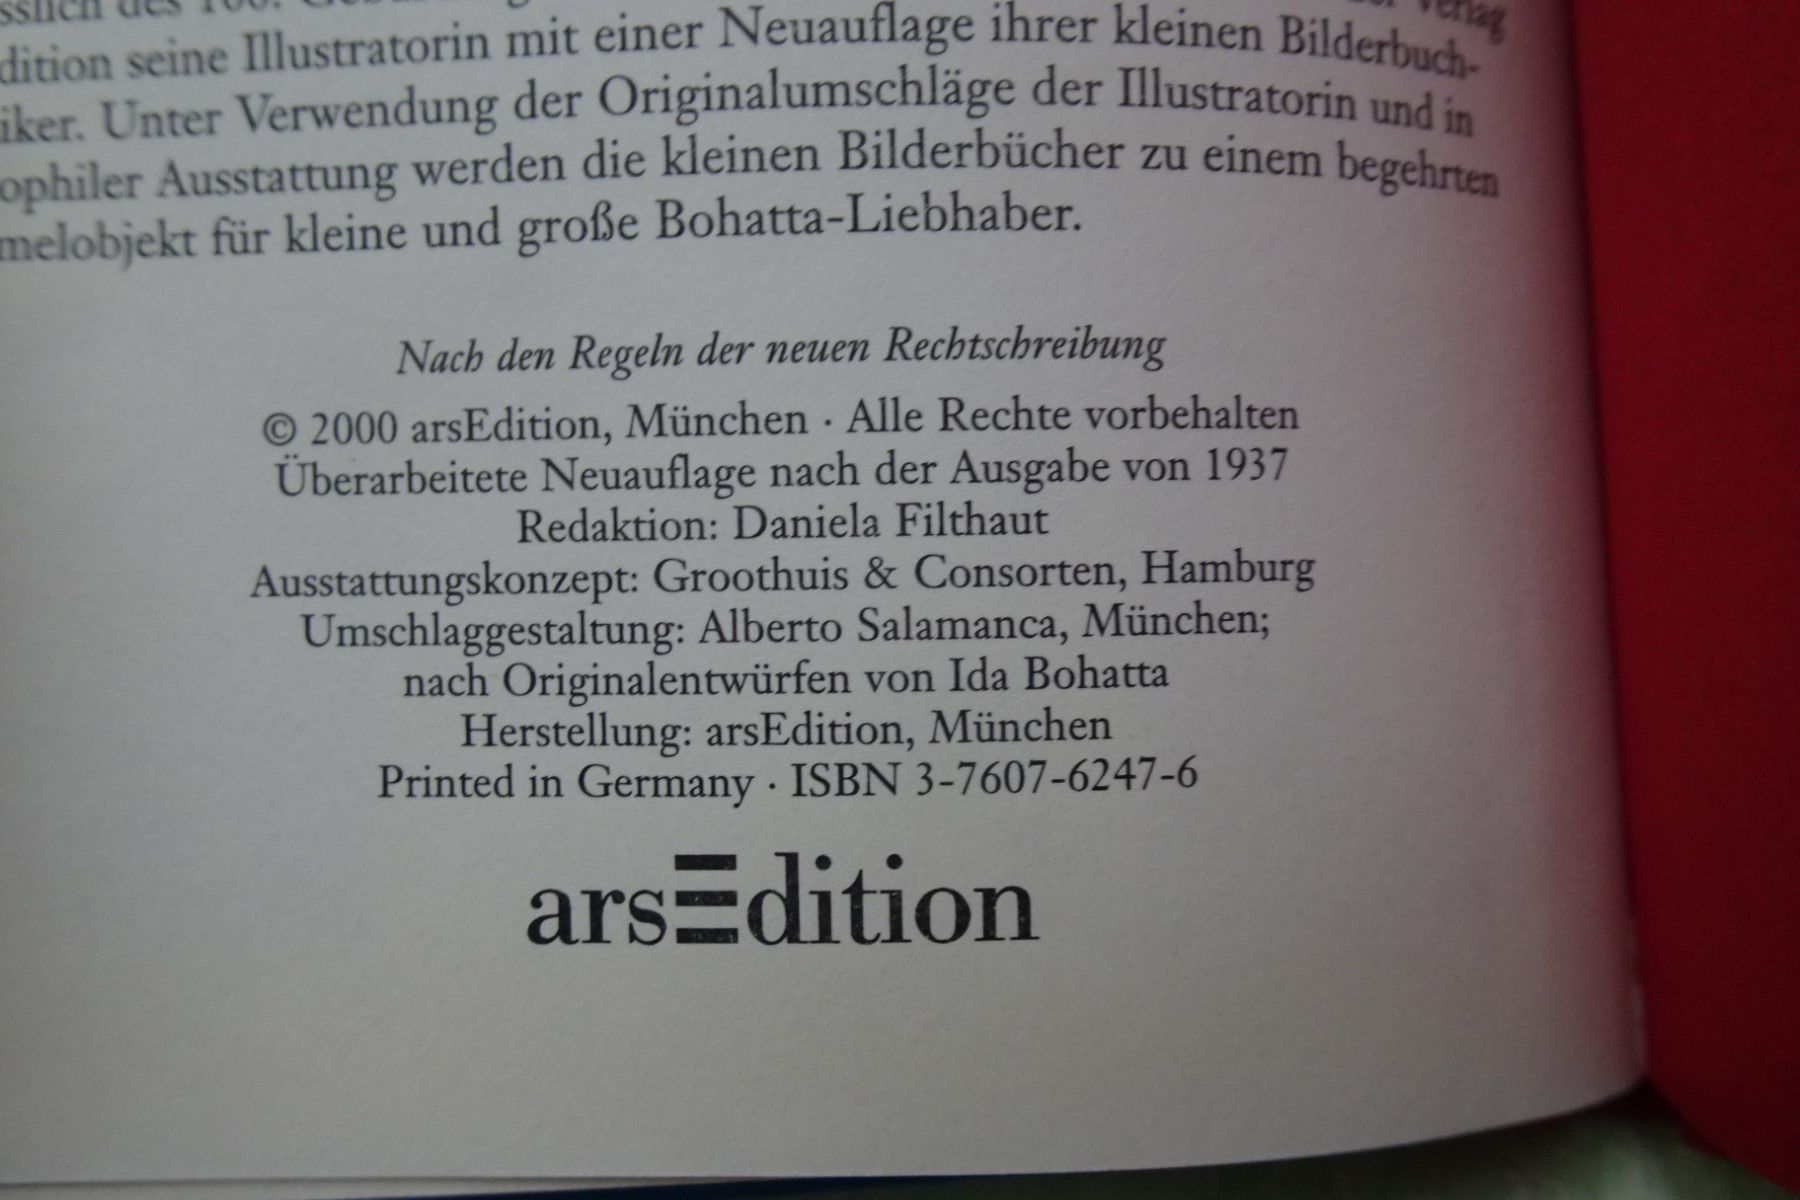 des 100.
dition seine Illustratorin mit einer Neuauflage ihrer kleinen Bilderbuch-
iker. Unter Verwendung der Originalumschläge der Illustratorin und in
ophiler Ausstattung werden die kleinen Bilderbücher zu einem begehrten
melobjekt für kleine und große Bohatta-Liebhaber.
Nach den Regeln der neuen Rechtschreibung
© 2000 arsEdition, München · Alle Rechte vorbehalten
Überarbeitete Neuauflage nach der Ausgabe von 1937
Redaktion: Daniela Filthaut
Ausstattungskonzept: Groothuis & Consorten, Hamburg
Umschlaggestaltung: Alberto Salamanca, München;
nach Originalentwürfen von Ida Bohatta
Herstellung: arsEdition, München
Printed in Germany · ISBN 3-7607-6247-6
arsEdition